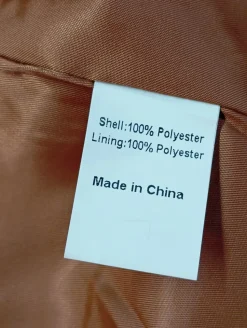 Shell:100% Polyester
Lining:100% Polyester
Made in China